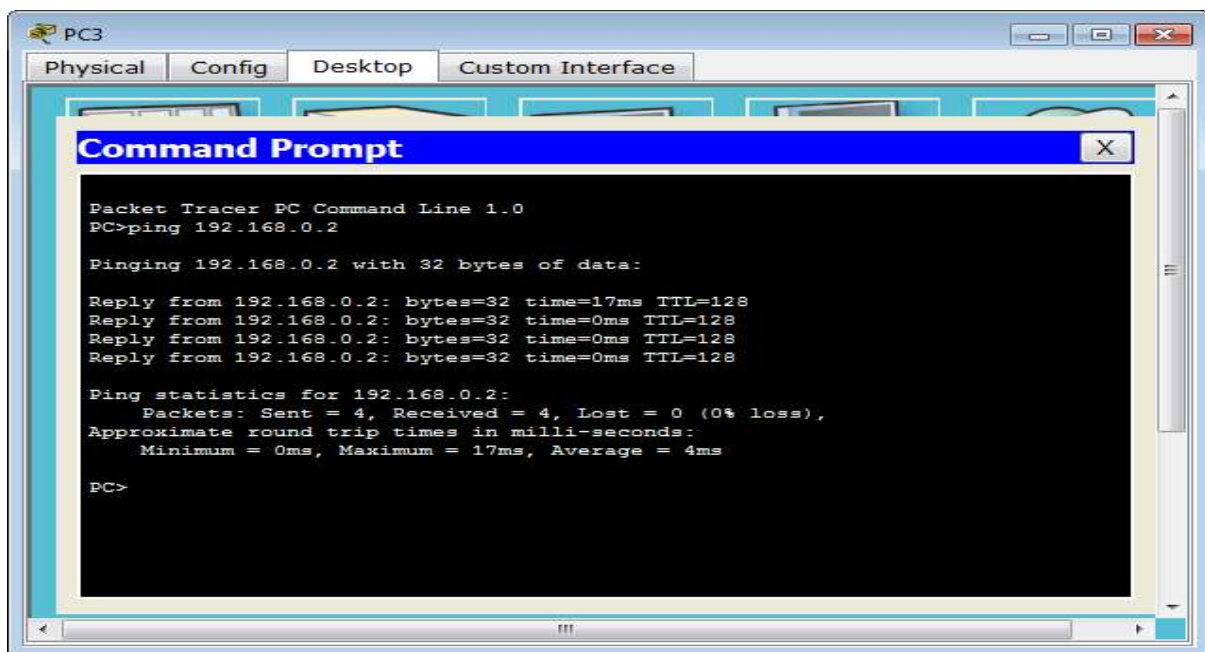 PC3
Physical Config Desktop Custom Interface
Command Prompt
X
Packet Tracer PC Command Line 1.0
PC>ping 192.168.0.2
Pinging 192.168.0.2 with 32 bytes of data:
Reply from 192.168.0.2: bytes=32 time=17ms TTL=128
Reply from 192.168.0.2: bytes=32 time=0ms TTL=128
Reply from 192.168.0.2: bytes=32 time=0ms TTL=128
Reply from 192.168.0.2: bytes=32 time=0ms TTL=128
Ping statistics for 192.168.0.2:
Packets: Sent = 4, Received = 4, Lost = 0 (0% loss),
Approximate round trip times in milli-seconds:
Minimum = 0ms, Maximum = 17ms, Average = 4ms
PC>